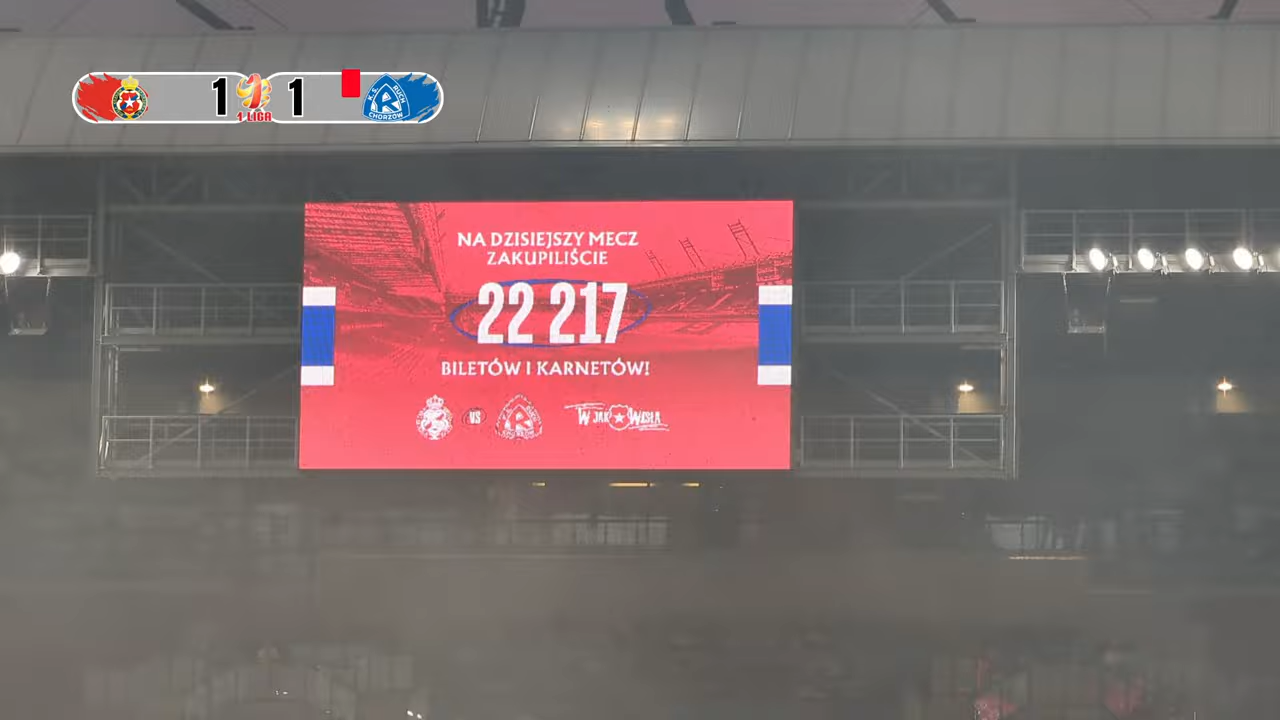 1 1
1 LIGA
K.S. RUCH
CHORZÓW
NA DZISIEJSZY MECZ
ZAKUPILIŚCIE
22 217
BILETÓW I KARNETÓW!
VS
W JAK WISŁA